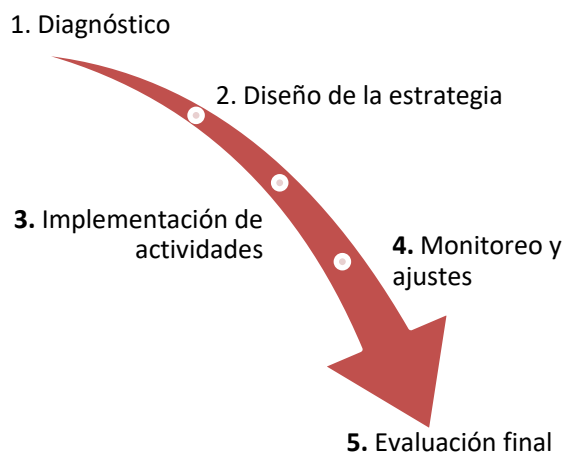 1. Diagnóstico
2. Diseño de la estrategia
3. Implementación de
actividades
4. Monitoreo y
ajustes
5. Evaluación final